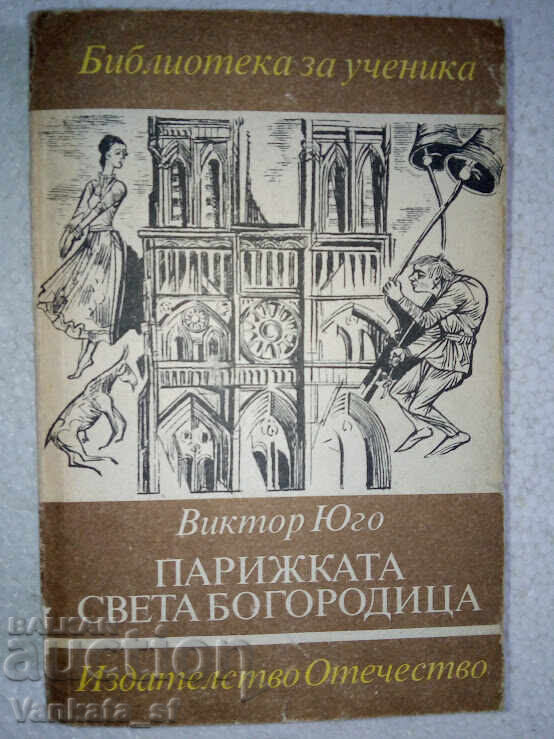 Библиотека за ученика
Виктор Юго
ПАРИЖКАТА
СВЕТА БОГОРОДИЦА
BALKAN
auction
Издателство Отечество
Vankata_sf